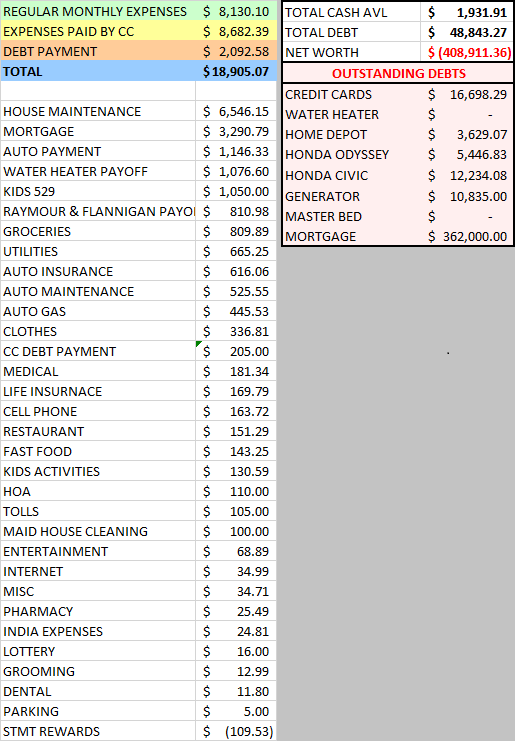 REGULAR MONTHLY EXPENSES $ 8,130.10
EXPENSES PAID BY CC $ 8,682.39
DEBT PAYMENT $ 2,092.58
TOTAL $18,905.07
HOUSE MAINTENANCE $ 6,546.15
MORTGAGE $ 3,290.79
AUTO PAYMENT $ 1,146.33
WATER HEATER PAYOFF $ 1,076.60
KIDS 529 $ 1,050.00
RAYMOUR & FLANNIGAN PAYO $ 810.98
GROCERIES $ 809.89
UTILITIES $ 665.25
AUTO INSURANCE $ 616.06
AUTO MAINTENANCE $ 525.55
AUTO GAS $ 445.53
CLOTHES $ 336.81
CC DEBT PAYMENT $ 205.00
MEDICAL $ 181.34
LIFE INSURNACE $ 169.79
CELL PHONE $ 163.72
RESTAURANT $ 151.29
FAST FOOD $ 143.25
KIDS ACTIVITIES $ 130.59
HOA $ 110.00
TOLLS $ 105.00
MAID HOUSE CLEANING $ 100.00
ENTERTAINMENT $ 68.89
INTERNET $ 34.99
MISC $ 34.71
PHARMACY $ 25.49
INDIA EXPENSES $ 24.81
LOTTERY $ 16.00
GROOMING $ 12.99
DENTAL $ 11.80
PARKING $ 5.00
STMT REWARDS $ (109.53)
TOTAL CASH AVL $ 1,931.91
TOTAL DEBT $ 48,843.27
NET WORTH $ (408,911.36)
OUTSTANDING DEBTS
CREDIT CARDS $ 16,698.29
WATER HEATER $ -
HOME DEPOT $ 3,629.07
HONDA ODYSSEY $ 5,446.83
HONDA CIVIC $ 12,234.08
GENERATOR $ 10,835.00
MASTER BED $ -
MORTGAGE $ 362,000.00